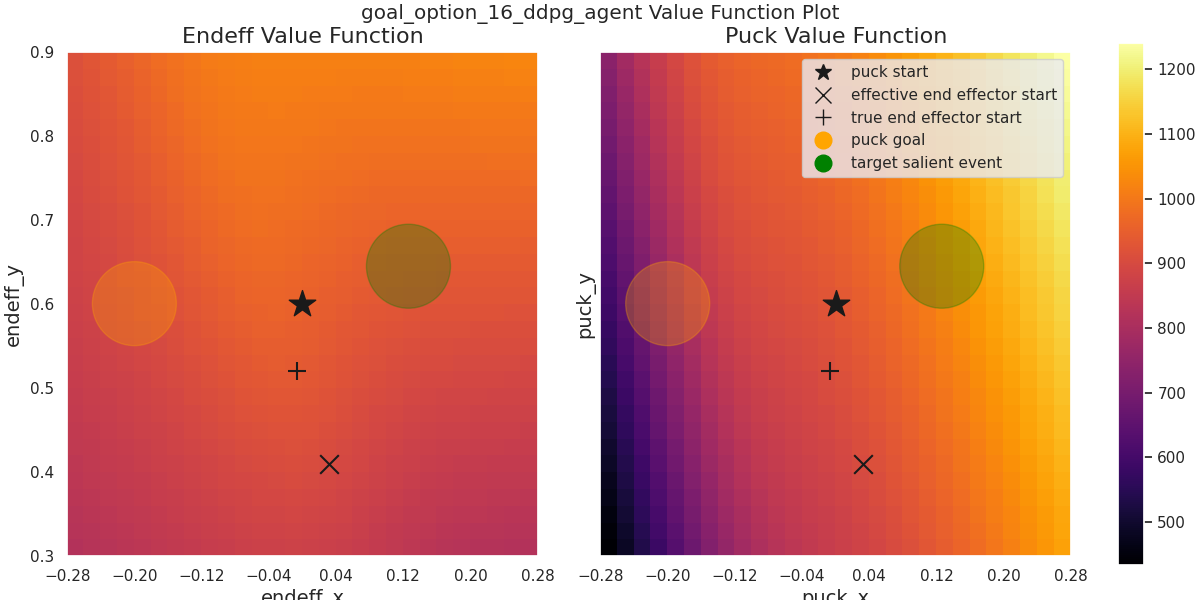 goal_option_16_ddpg_agent Value Function Plot
Endeff Value Function
0.9
0.8
0.7
0.6
0.5
0.4
0.3
endeff_y
−0.28 −0.20 −0.12 −0.04 0.04 0.12 0.20 0.28
endeff_x
Puck Value Function
puck start
effective end effector start
true end effector start
puck goal
target salient event
puck_y
−0.28 −0.20 −0.12 −0.04 0.04 0.12 0.20 0.28
puck_x
1200
1100
1000
900
800
700
600
500